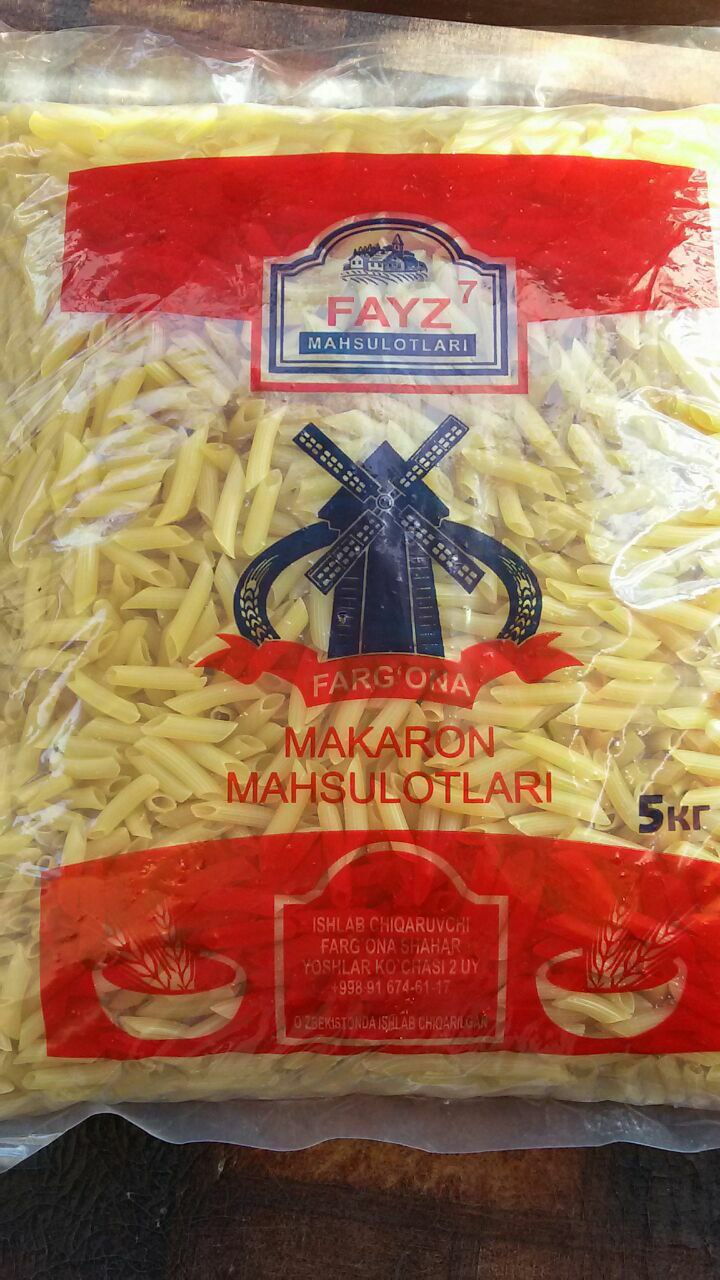 FAYZ 7
MAHSULOTLARI
FARG'ONA
MAKARON
MAHSULOTLARI
5кг
ISHLAB CHIQARUVCHI
FARG ONA SHAHAR
YOSHLAR KO`CHASI 2 UY
+998 91 674-61-17
O`ZBEKISTONDA ISHLAB CHIQARILGAN